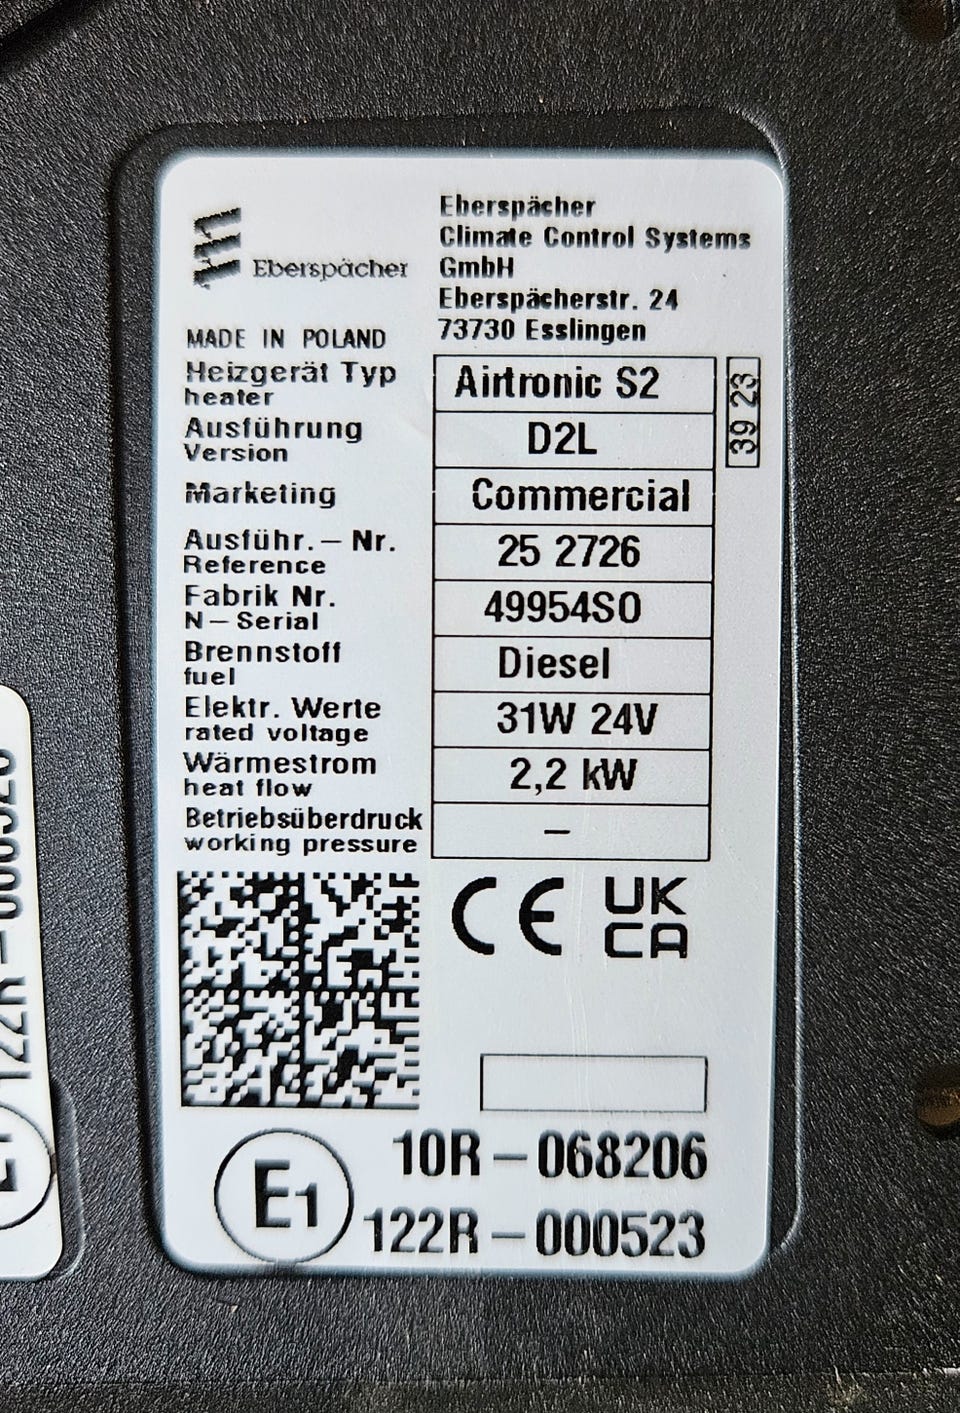 Eberspächer
Eberspächer
Climate Control Systems
GmbH
Eberspächerstr. 24
73730 Esslingen
MADE IN POLAND
Heizgerät Typ
heater
Airtronic S2
39 23
Ausführung
Version
D2L
Marketing
Commercial
Ausführ.– Nr.
Reference
25 2726
Fabrik Nr.
N–Serial
49954S0
Brennstoff
fuel
Diesel
Elektr. Werte
rated voltage
31W 24V
Wärmestrom
heat flow
2,2 kW
Betriebsüberdruck
working pressure
–
CE UK
CA
E1
10R – 068206
122R – 000523